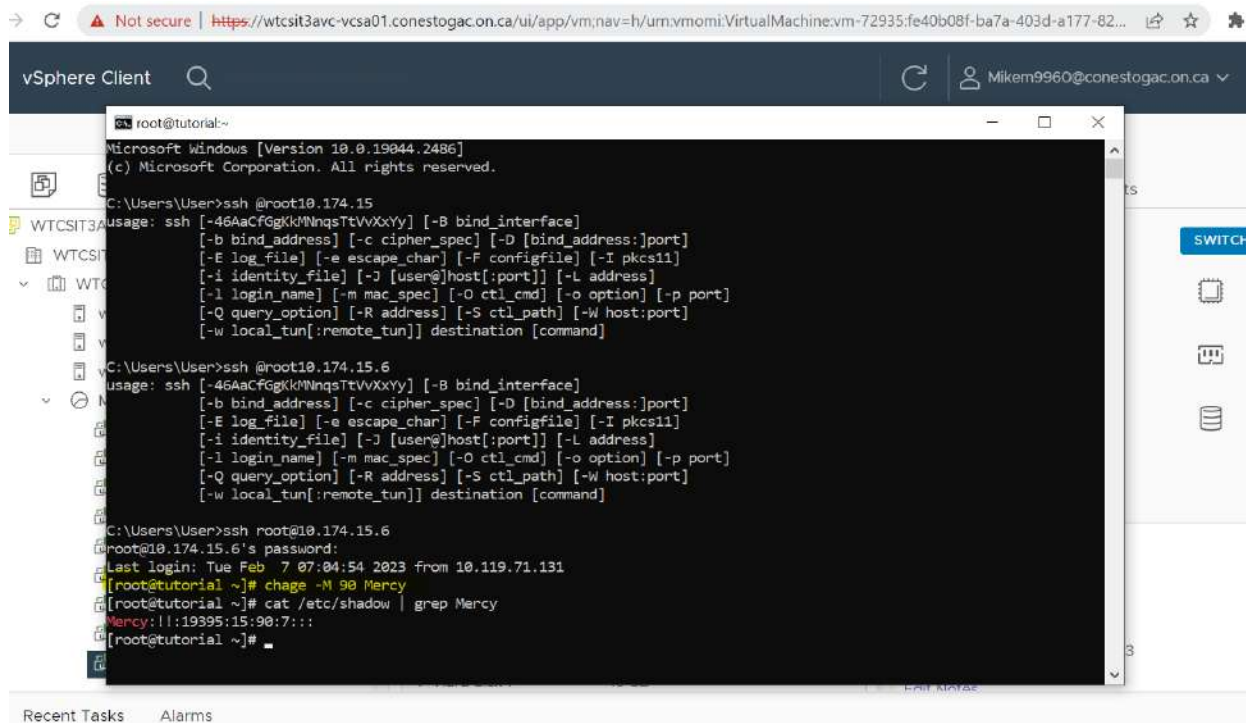 Not secure | https://wtcsit3avc-vcsa01.conestogac.on.ca/ui/app/vm;nav=h/urn:vmomi:VirtualMachine:vm-72935:fe40b08f-ba7a-403d-a177-82...
vSphere Client
Mikem9960@conestogac.on.ca
root@tutorial:~
Microsoft Windows [Version 10.0.19044.2486]
(c) Microsoft Corporation. All rights reserved.
C:\Users\User>ssh @root10.174.15
usage: ssh [-46AaCfGgKkMNnqsTtVvXxYy] [-B bind_interface]
[-b bind_address] [-c cipher_spec] [-D [bind_address:]port]
[-E log_file] [-e escape_char] [-F configfile] [-I pkcs11]
[-i identity_file] [-J [user@]host[:port]] [-L address]
[-l login_name] [-m mac_spec] [-O ctl_cmd] [-o option] [-p port]
[-Q query_option] [-R address] [-S ctl_path] [-W host:port]
[-w local_tun[:remote_tun]] destination [command]
C:\Users\User>ssh @root10.174.15.6
usage: ssh [-46AaCfGgKkMNnqsTtVvXxYy] [-B bind_interface]
[-b bind_address] [-c cipher_spec] [-D [bind_address:]port]
[-E log_file] [-e escape_char] [-F configfile] [-I pkcs11]
[-i identity_file] [-J [user@]host[:port]] [-L address]
[-l login_name] [-m mac_spec] [-O ctl_cmd] [-o option] [-p port]
[-Q query_option] [-R address] [-S ctl_path] [-W host:port]
[-w local_tun[:remote_tun]] destination [command]
C:\Users\User>ssh root@10.174.15.6
root@10.174.15.6's password:
Last login: Tue Feb  7 07:04:54 2023 from 10.119.71.131
[root@tutorial ~]# chage -M 90 Mercy
[root@tutorial ~]# cat /etc/shadow | grep Mercy
Mercy:!!:19395:15:90:7:::
[root@tutorial ~]#
WTCSIT3A
WTCSIT
WTC
SWITCH
Edit Notes
Recent Tasks Alarms